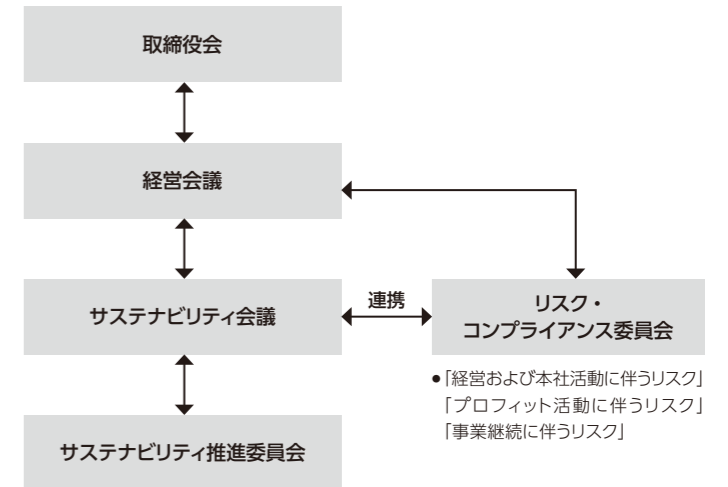 取締役会
経営会議
サステナビリティ会議
連携
リスク・
コンプライアンス委員会
●「経営および本社活動に伴うリスク」
「プロフィット活動に伴うリスク」
「事業継続に伴うリスク」
サステナビリティ推進委員会